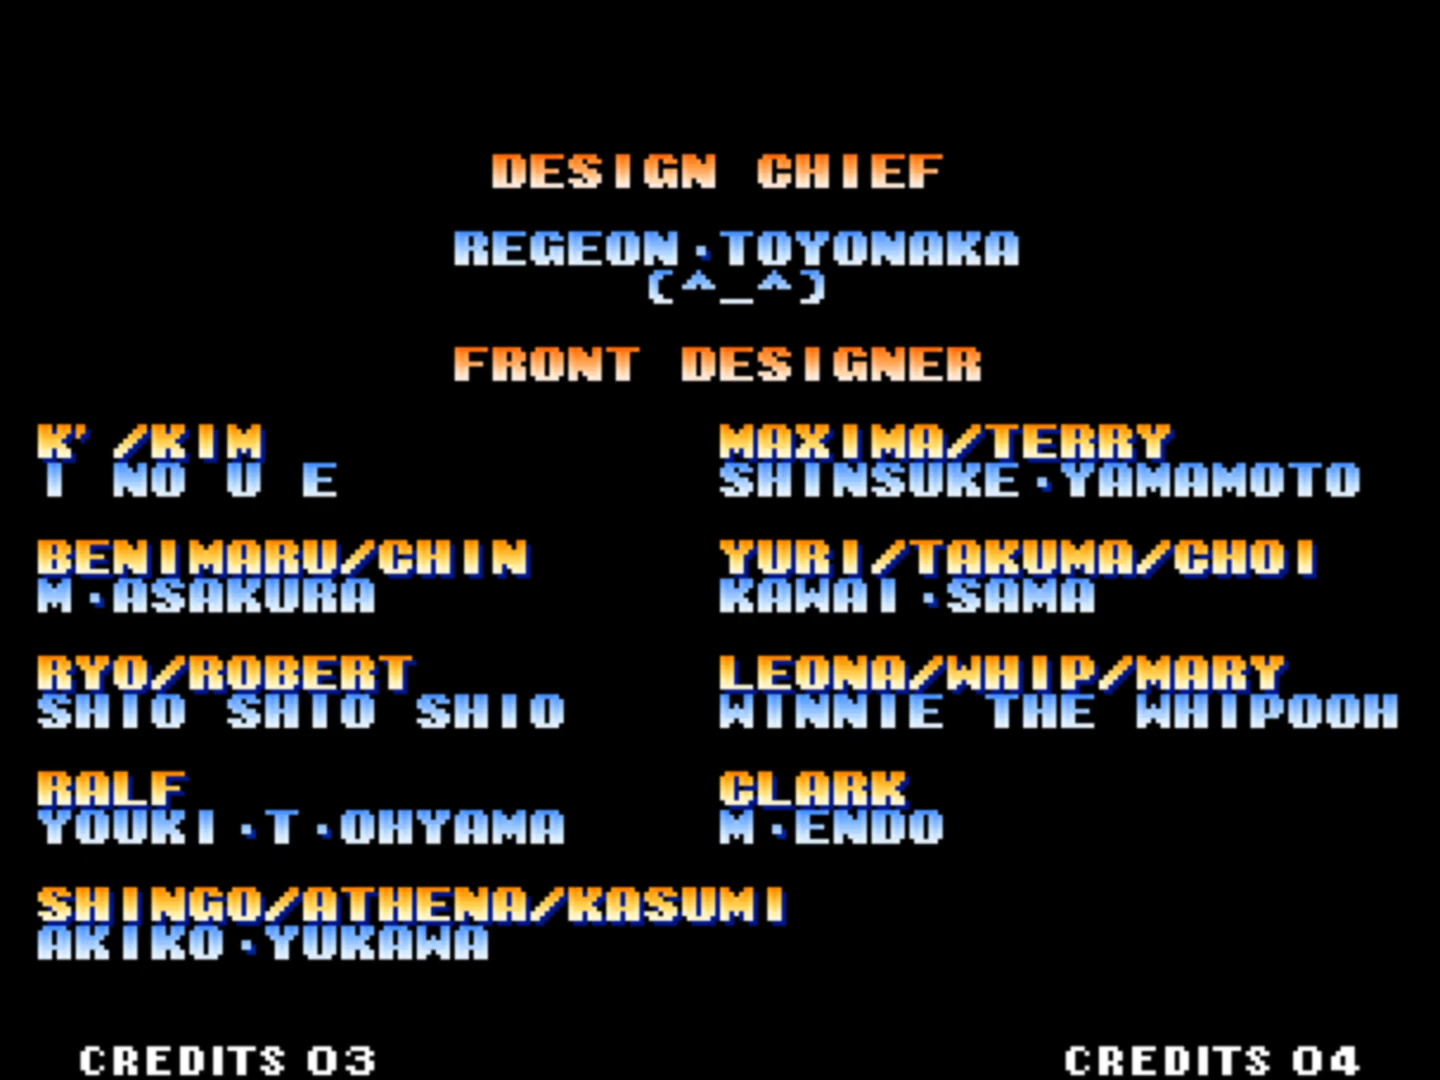 DESIGN CHIEF
REGEON·TOYONAKA
(^_^)
FRONT DESIGNER
K'/KIM
I NO U E
MAXIMA/TERRY
SHINSUKE·YAMAMOTO
BENIMARU/CHIN
M·ASAKURA
YURI/TAKUMA/CHOI
KAWAI·SAMA
RYO/ROBERT
SHIO SHIO SHIO
LEONA/WHIP/MARY
WINNIE THE WHIPOOH
RALF
YOUKI·T·OHYAMA
CLARK
M·ENDO
SHINGO/ATHENA/KASUMI
AKIKO·YUKAWA
CREDITS 03
CREDITS 04